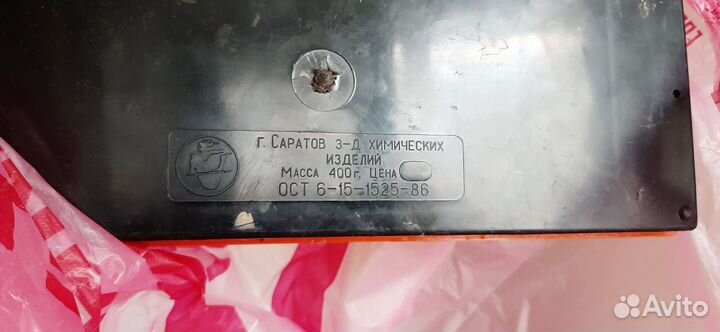 г. Саратов з-д химических
изделий
Масса 400г. Цена
ОСТ 6-15-1525-86
Avito